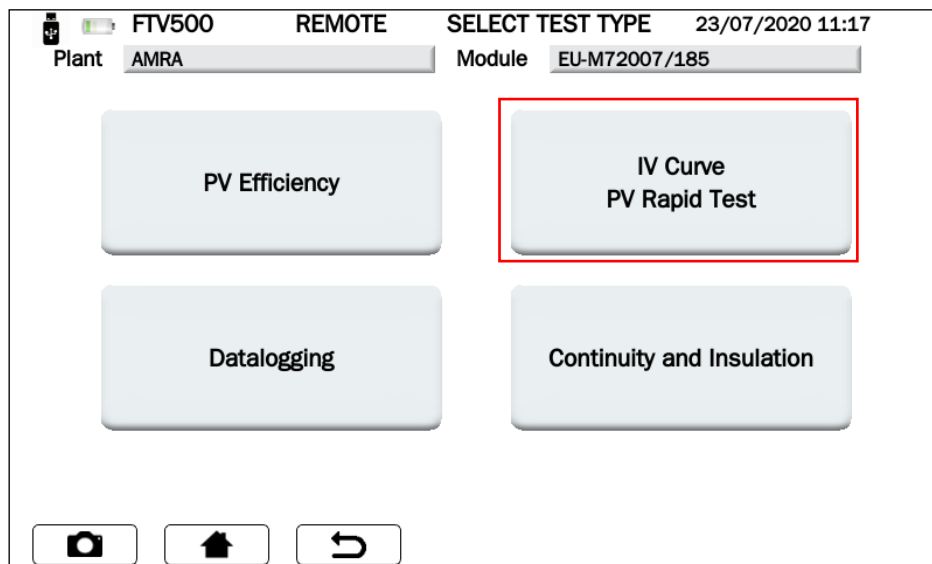 FTV500 REMOTE SELECT TEST TYPE 23/07/2020 11:17
Plant AMRA Module EU-M72007/185
PV Efficiency
IV Curve
PV Rapid Test
Datalogging
Continuity and Insulation